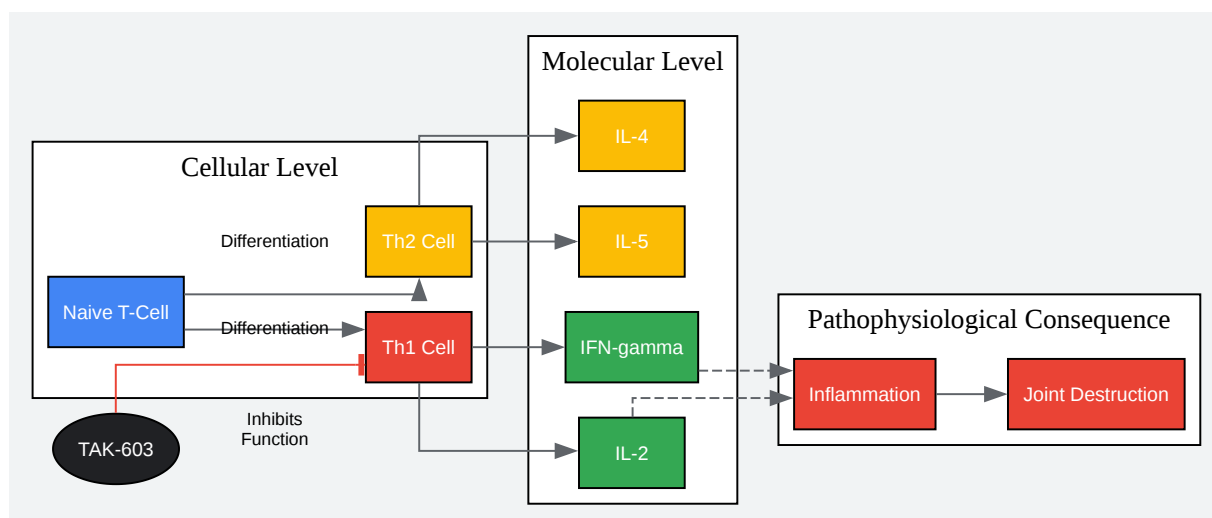 Cellular Level
Differentiation
Th2 Cell
Naive T-Cell
Differentiation
Th1 Cell
TAK-603
Inhibits
Function
Molecular Level
IL-4
IL-5
IFN-gamma
IL-2
Pathophysiological Consequence
Inflammation
Joint Destruction